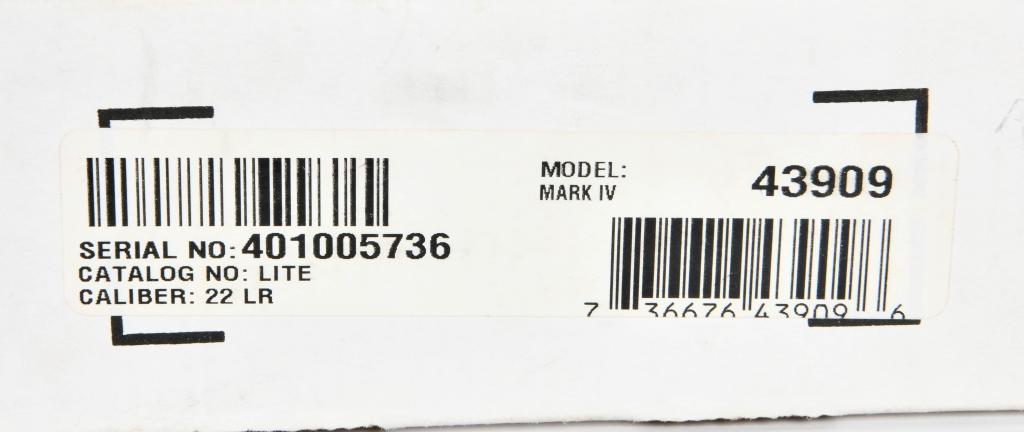 SERIAL NO: 401005736
CATALOG NO: LITE
CALIBER: 22 LR
MODEL:
MARK IV
43909
7 36676 43909 6